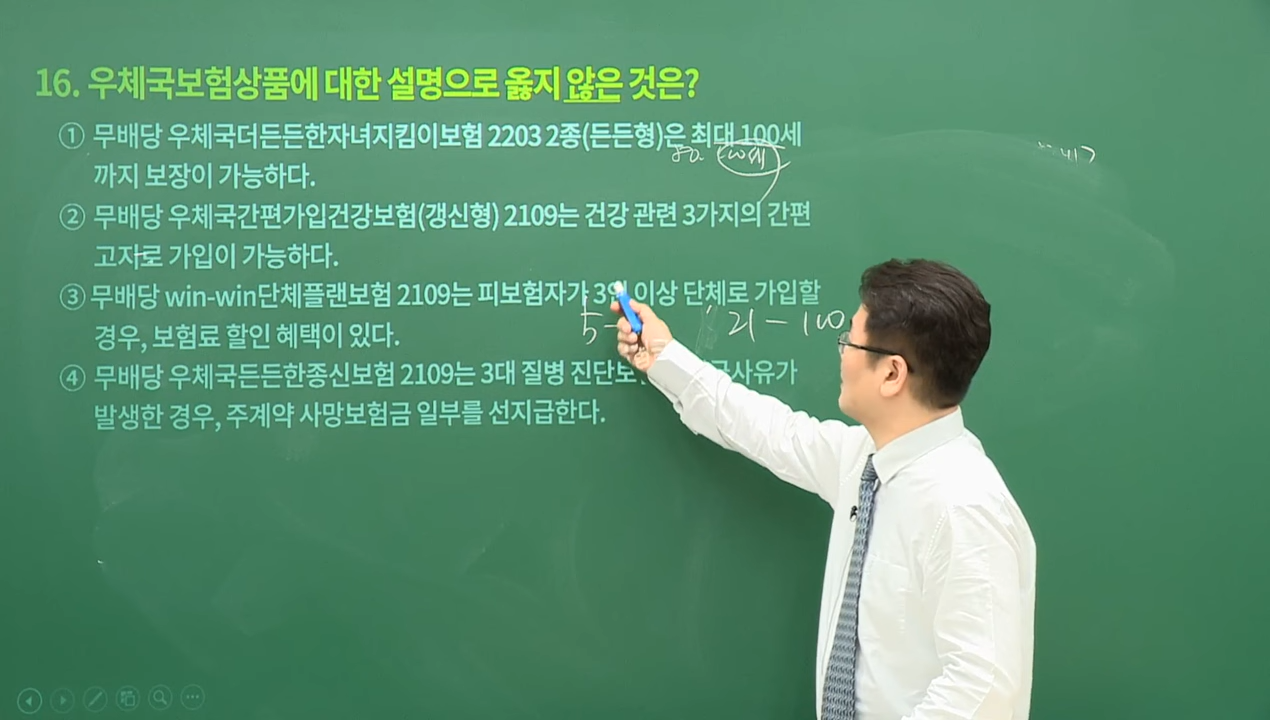 16. 우체국보험상품에 대한 설명으로 옳지 않은 것은?
① 무배당 우체국더든든한자녀지킴이보험 2203 2종(든든형)은 최대 100세
80.
까지 보장이 가능하다.
② 무배당 우체국간편가입건강보험(갱신형) 2109는 건강 관련 3가지의 간편
고자로 가입이 가능하다.
③ 무배당 win-win단체플랜보험 2109는 피보험자가 3인 이상 단체로 가입할
5- 21 - 100
경우, 보험료 할인 혜택이 있다.
④ 무배당 우체국든든한종신보험 2109는 3대 질병 진단보 급사유가
발생한 경우, 주계약 사망보험금 일부를 선지급한다.